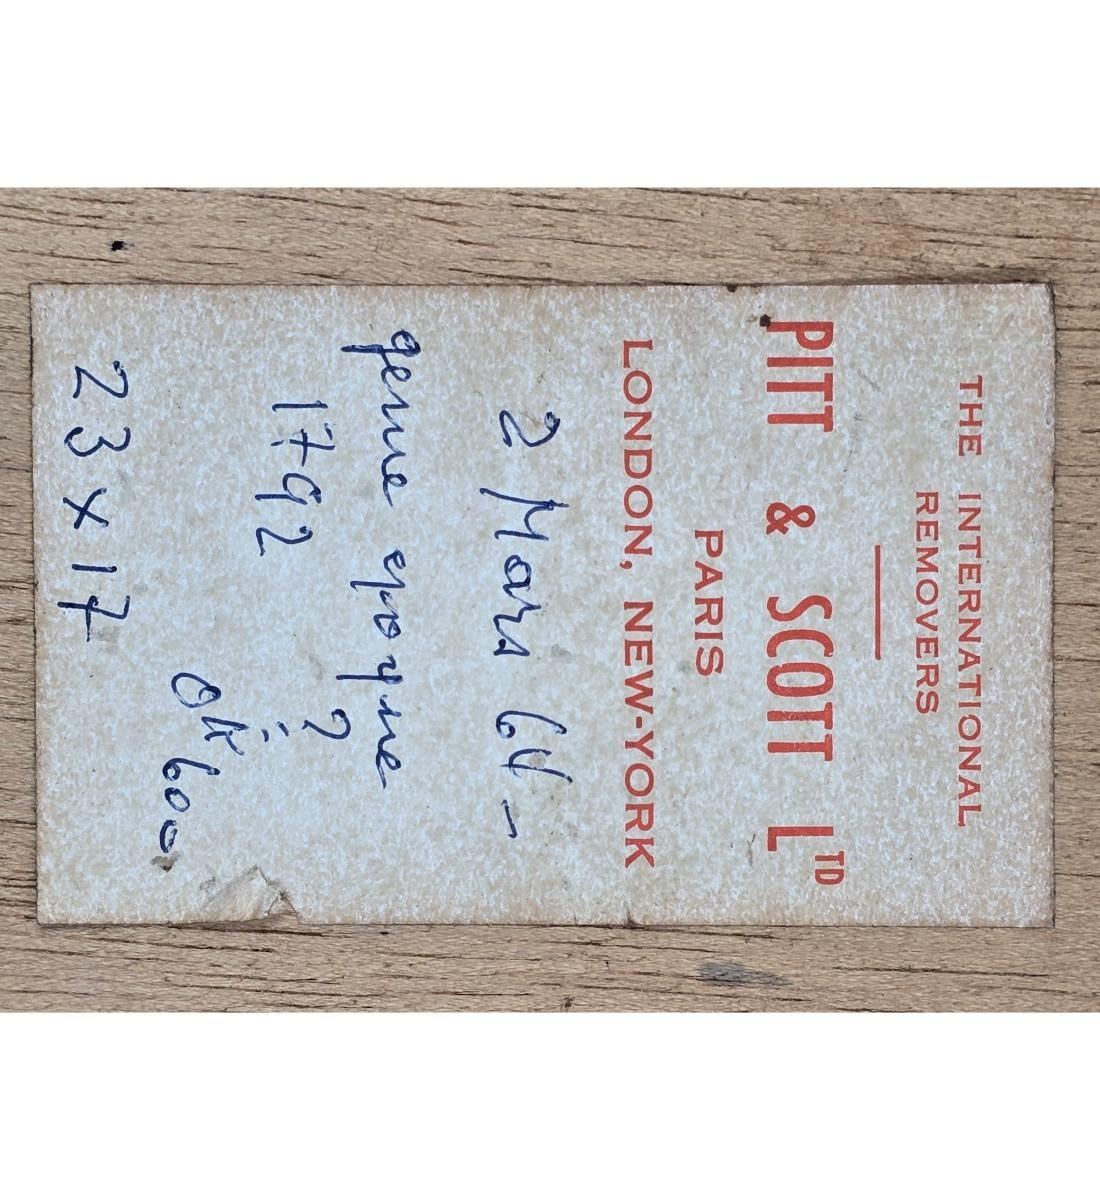 THE INTERNATIONAL
REMOVERS
PITT & SCOTT LTD
PARIS
LONDON, NEW-YORK
2 Mars 64 -
genre epoque
1792 ?
OK 600
23 x 17